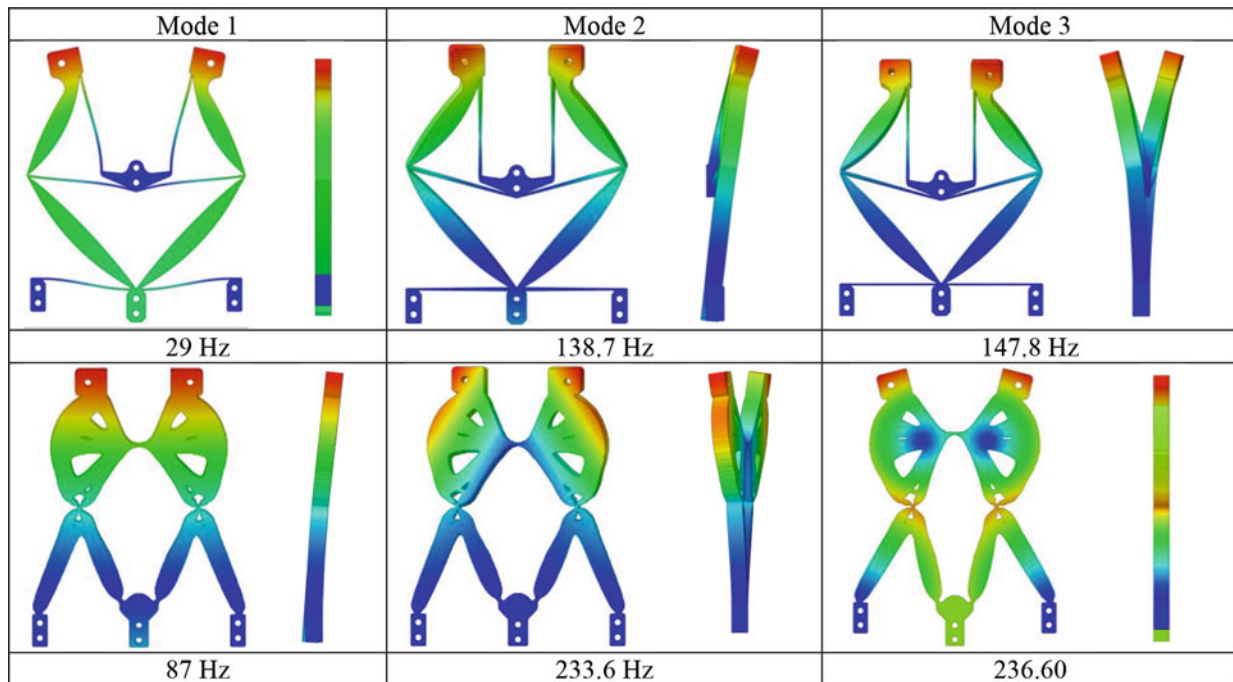 Mode 1
Mode 2
Mode 3
29 Hz
138.7 Hz
147.8 Hz
87 Hz
233.6 Hz
236.60